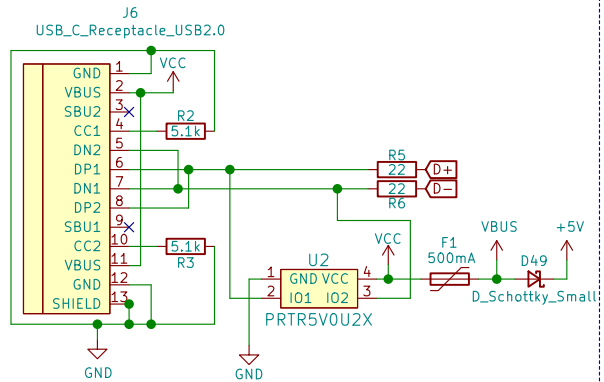 J6
USB_C_Receptacle_USB2.0
GND 1
VBUS 2
SBU2 3
CC1 4
DN2 5
DP1 6
DN1 7
DP2 8
SBU1 9
CC2 10
VBUS 11
GND 12
SHIELD 13
VCC
R2
5.1k
5.1k
R3
R5
22
D+
22
D-
R6
GND
U2
1 GND VCC 4
2 IO1 IO2 3
PRTR5V0U2X
GND
VCC
F1
500mA
VBUS
+5V
D49
D_Schottky_Small